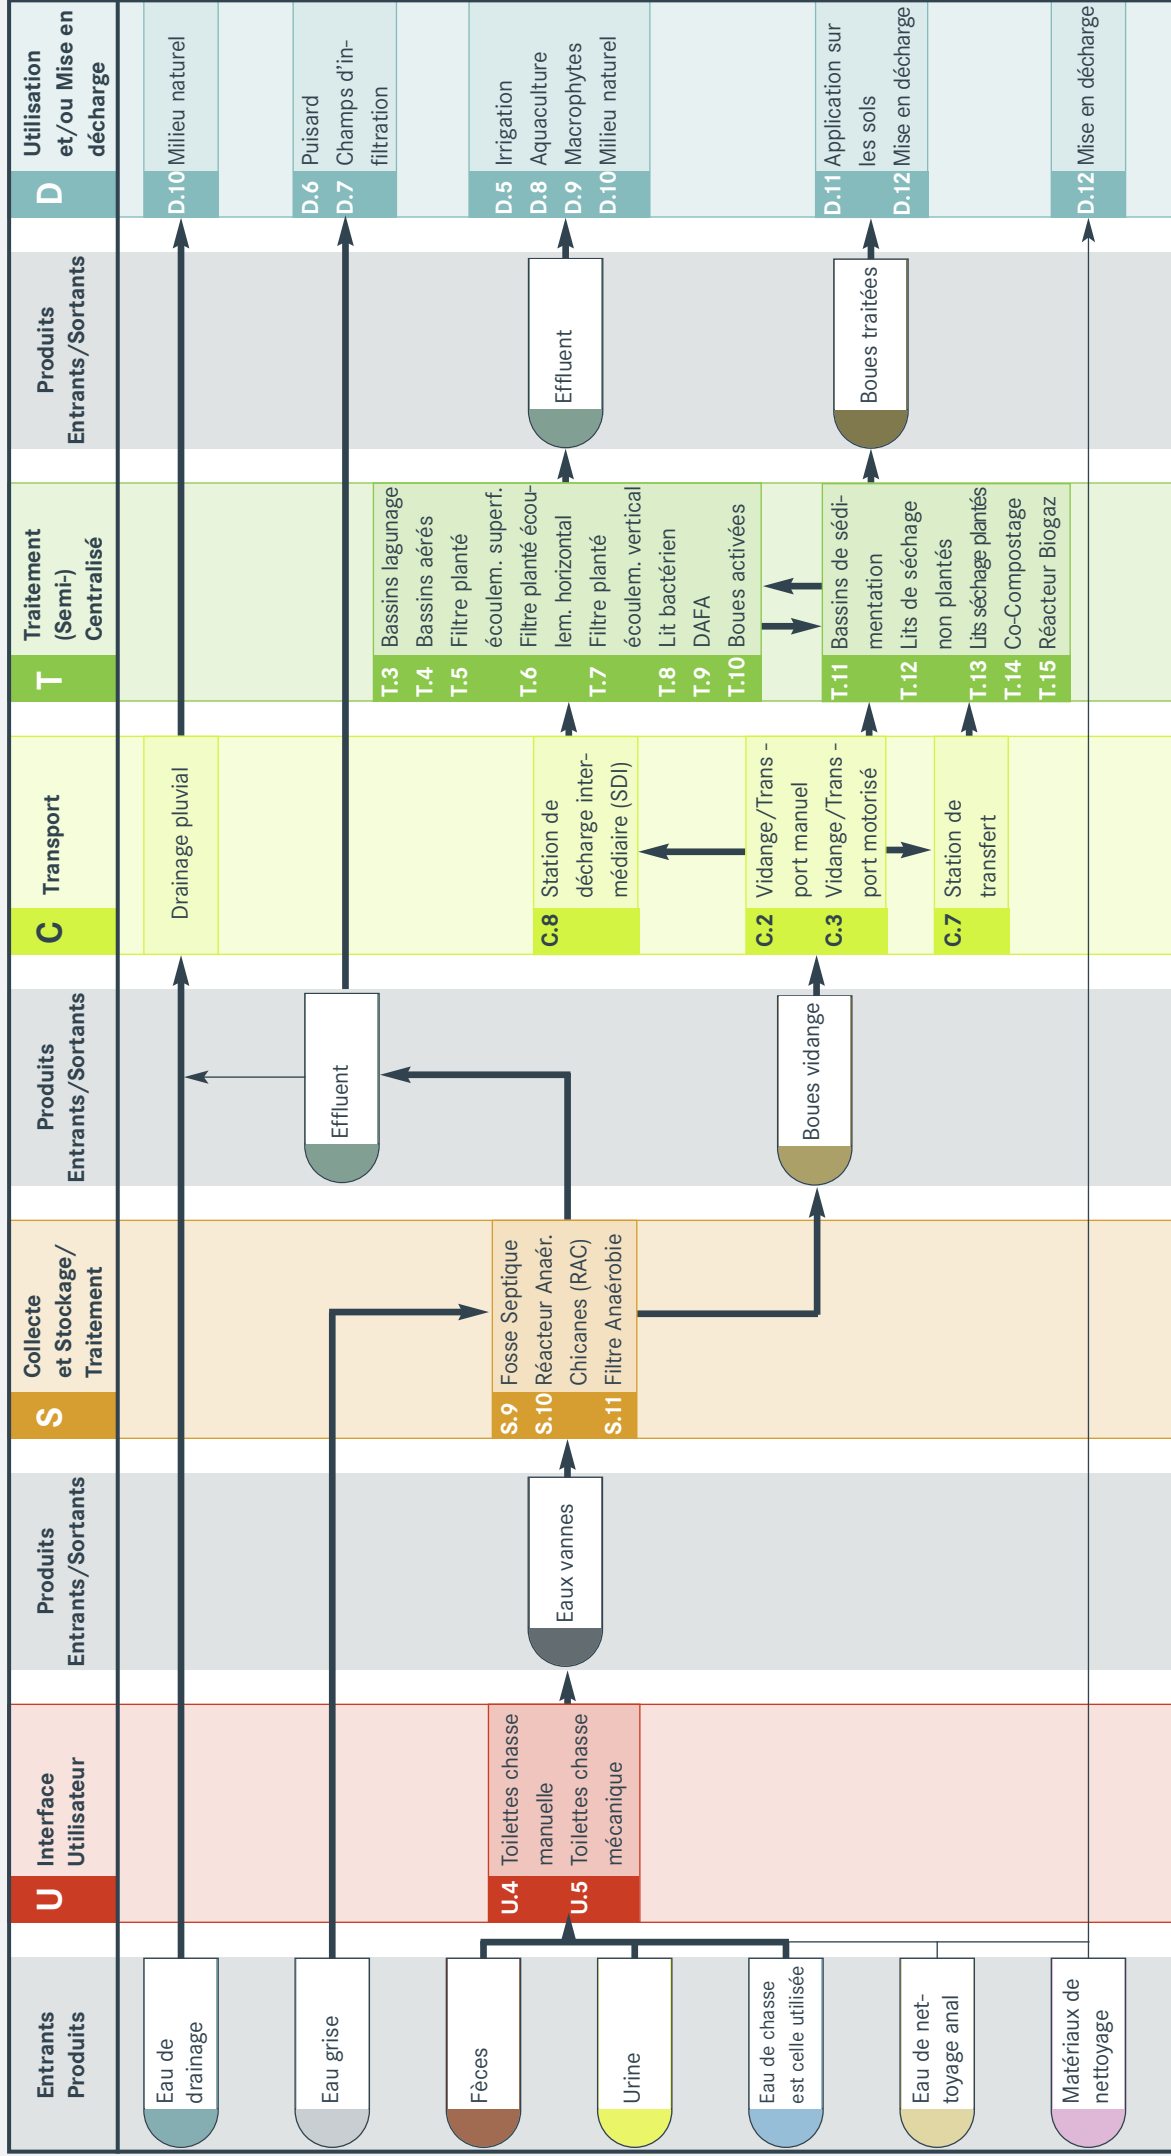 Entrants
Produits
U
Interface
Utilisateur
Produits
Entrants/Sortants
S
Collecte
et Stockage/
Traitement
Produits
Entrants/Sortants
C
Transport
T
Traitement
(Semi-)
Centralisé
Produits
Entrants/Sortants
D
Utilisation
et/ou Mise en
décharge
Eau de
drainage
Eau grise
Fèces
Urine
Eau de chasse
est celle utilisée
Eau de net-
toyage anal
Matériaux de
nettoyage
U.4 Toilettes chasse
manuelle
U.5 Toilettes chasse
mécanique
Eaux vannes
S.9 Fosse Septique
S.10 Réacteur Anaér.
Chicanes (RAC)
S.11 Filtre Anaérobie
Effluent
Boues vidange
Drainage pluvial
C.8 Station de
décharge inter-
médiaire (SDI)
C.2 Vidange/Trans -
port manuel
C.3 Vidange/Trans -
port motorisé
C.7 Station de
transfert
T.3 Bassins lagunage
T.4 Bassins aérés
T.5 Filtre planté
écoulem. superf.
T.6 Filtre planté écou-
lem. horizontal
T.7 Filtre planté
écoulem. vertical
T.8 Lit bactérien
T.9 DAFA
T.10 Boues activées
T.11 Bassins de sédi-
mentation
T.12 Lits de séchage
non plantés
T.13 Lits séchage plantés
T.14 Co-Compostage
T.15 Réacteur Biogaz
Effluent
Boues traitées
D.10 Milieu naturel
D.6 Puisard
D.7 Champs d'in-
filtration
D.5 Irrigation
D.8 Aquaculture
D.9 Macrophytes
D.10 Milieu naturel
D.11 Application sur
les sols
D.12 Mise en décharge
D.12 Mise en décharge